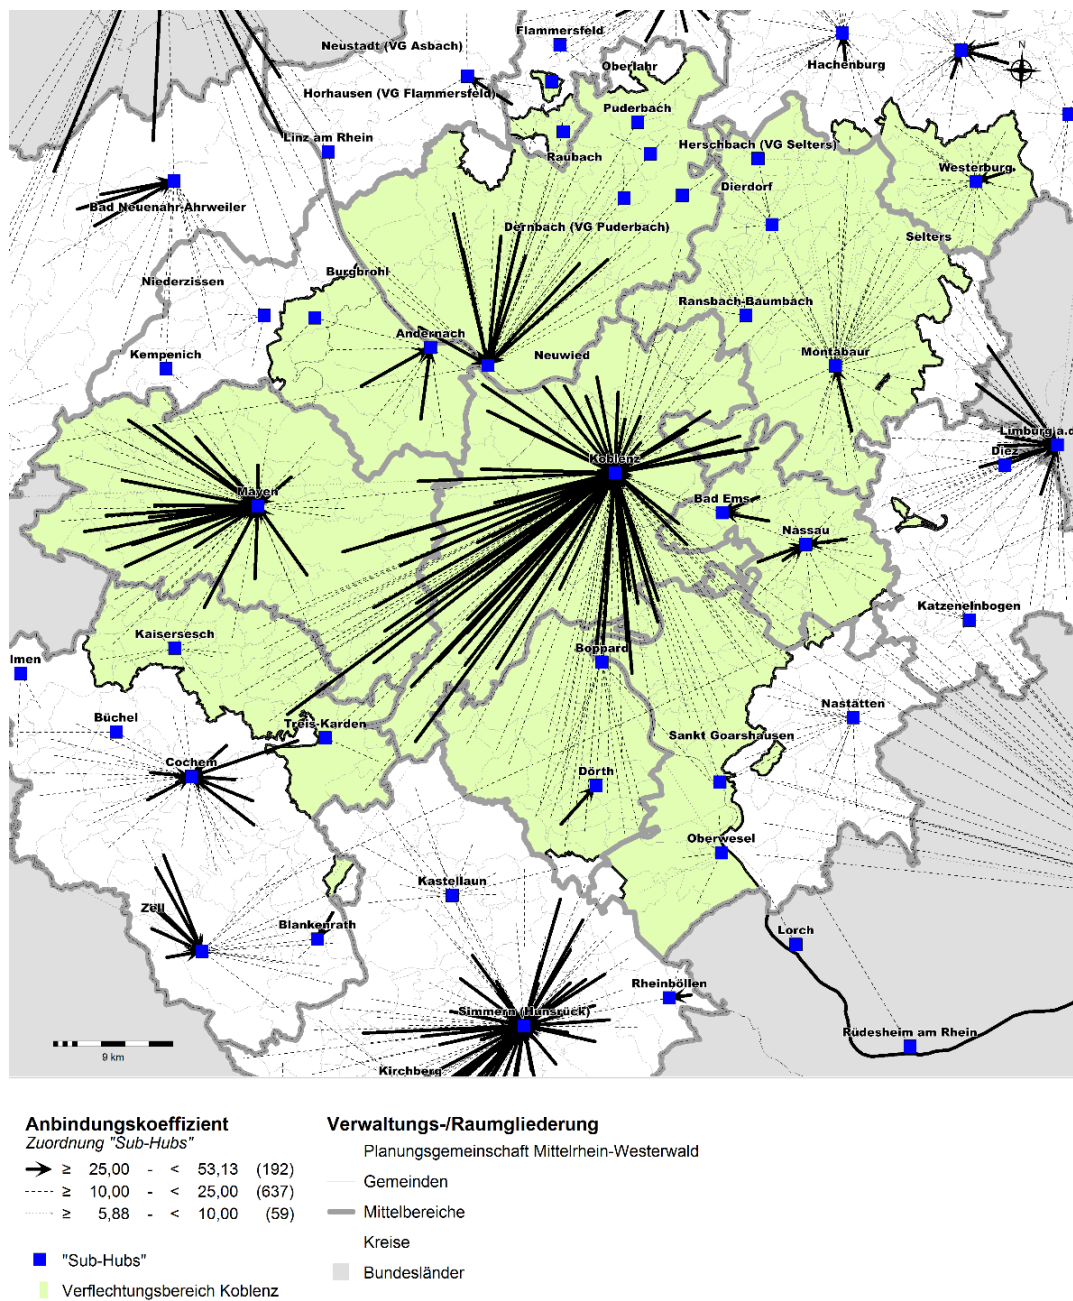 Flammersfeld
Neustadt (VG Asbach)
Hachenburg
N
Oberlahr
Horhausen (VG Flammersfeld)
Puderbach
Linz am Rhein
Herschbach (VG Selters)
Raubach
Westerburg
Dierdorf
Bad Neuenahr-Ahrweiler
Dernbach (VG Puderbach)
Selters
Burgbrohl
Niederzissen
Ransbach-Baumbach
Andernach
Kempenich
Neuwied
Montabaur
Limburg a.d
Diez
Koblenz
Mayen
Bad Ems
Nassau
Katzenelnbogen
Kaisersesch
Boppard
lmen
Nastätten
Büchel
Treis-Karden
Sankt Goarshausen
Cochem
Dörth
Oberwesel
Kastellaun
Zell
Blankenrath
Lorch
Rheinböllen
Simmern (Hunsrück)
Rüdesheim am Rhein
9 km
Kirchberg
Anbindungskoeffizient
Zuordnung "Sub-Hubs"
≥ 25,00 - < 53,13 (192)
≥ 10,00 - < 25,00 (637)
≥ 5,88 - < 10,00 (59)
"Sub-Hubs"
Verflechtungsbereich Koblenz
Verwaltungs-/Raumgliederung
Planungsgemeinschaft Mittelrhein-Westerwald
Gemeinden
Mittelbereiche
Kreise
Bundesländer